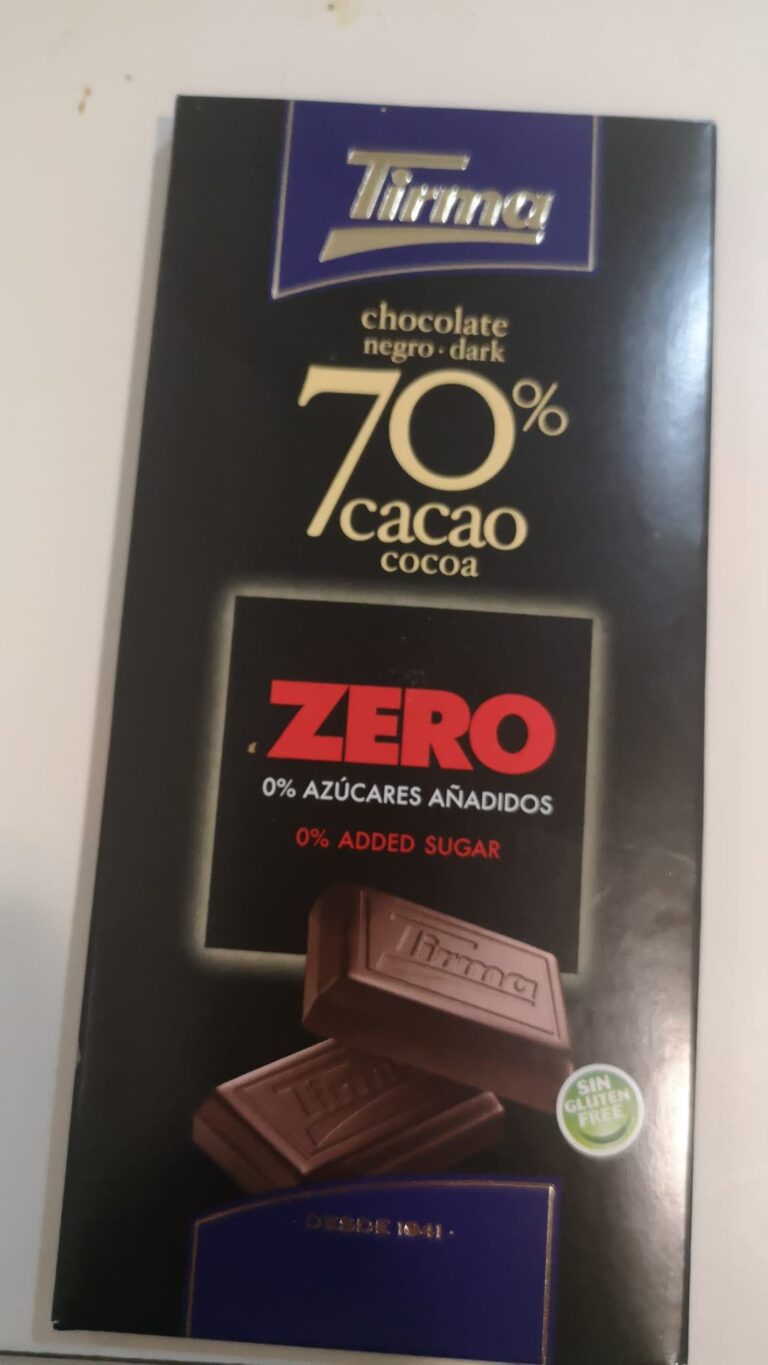 Tirma
chocolate
negro · dark
70%
cacao
cocoa
ZERO
0% AZÚCARES AÑADIDOS
0% ADDED SUGAR
Tirma
Tirma
SIN
GLUTEN
FREE
· DESDE 1941 ·